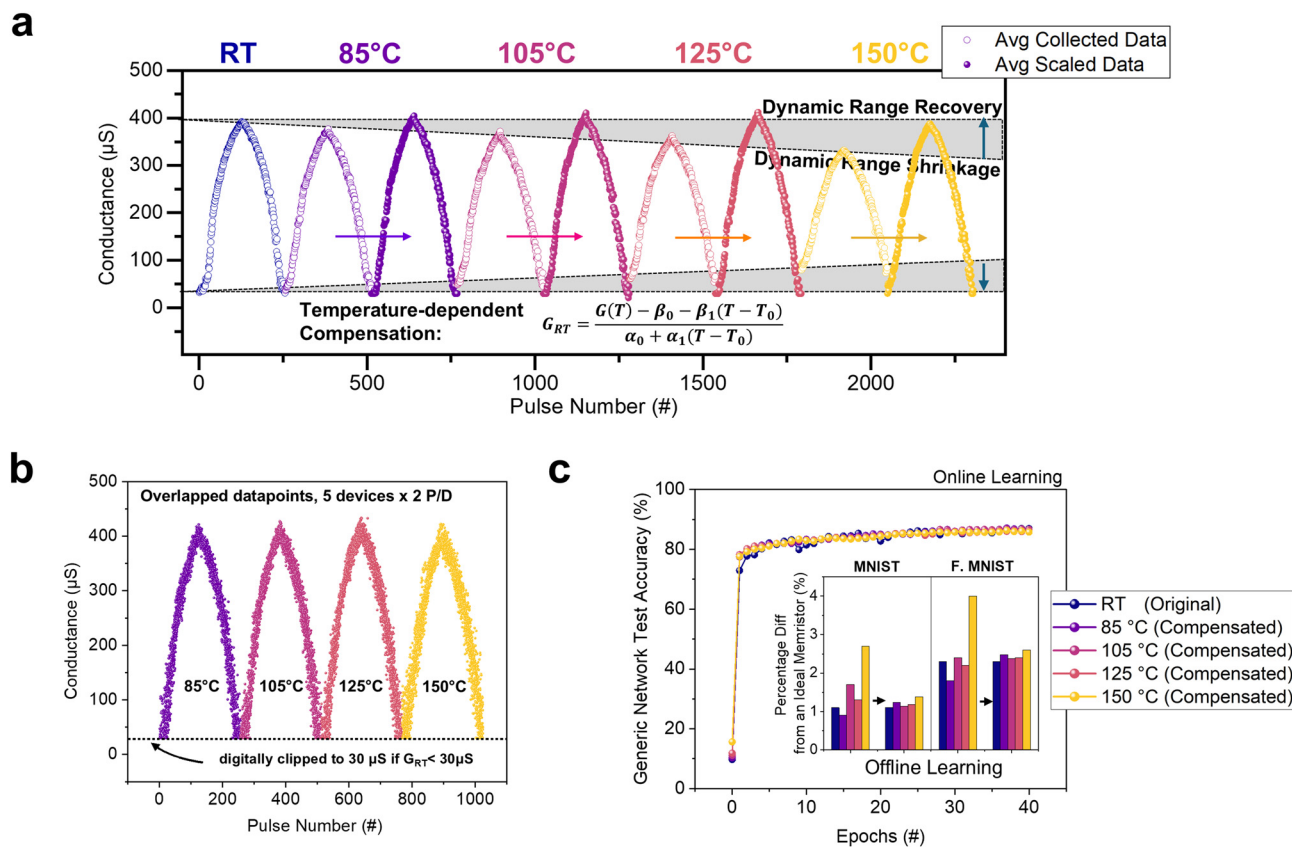 a
RT 85°C 105°C 125°C 150°C
Avg Collected Data
Avg Scaled Data
500
400
300
200
100
0
Conductance (µS)
Dynamic Range Recovery
Dynamic Range Shrinkage
Temperature-dependent
Compensation:
G_RT = (G(T) − β₀ − β₁(T − T₀)) / (α₀ + α₁(T − T₀))
0 500 1000 1500 2000
Pulse Number (#)
b
Overlapped datapoints, 5 devices x 2 P/D
500
400
300
200
100
0
Conductance (µS)
85°C 105°C 125°C 150°C
digitally clipped to 30 µS if G_RT< 30µS
0 200 400 600 800 1000
Pulse Number (#)
c
Online Learning
100
80
60
40
20
0
Generic Network Test Accuracy (%)
MNIST F. MNIST
4
3
2
1
0
Percentage Diff
from an Ideal Memristor (%)
Offline Learning
0 10 20 30 40
Epochs (#)
RT (Original)
85 °C (Compensated)
105 °C (Compensated)
125 °C (Compensated)
150 °C (Compensated)